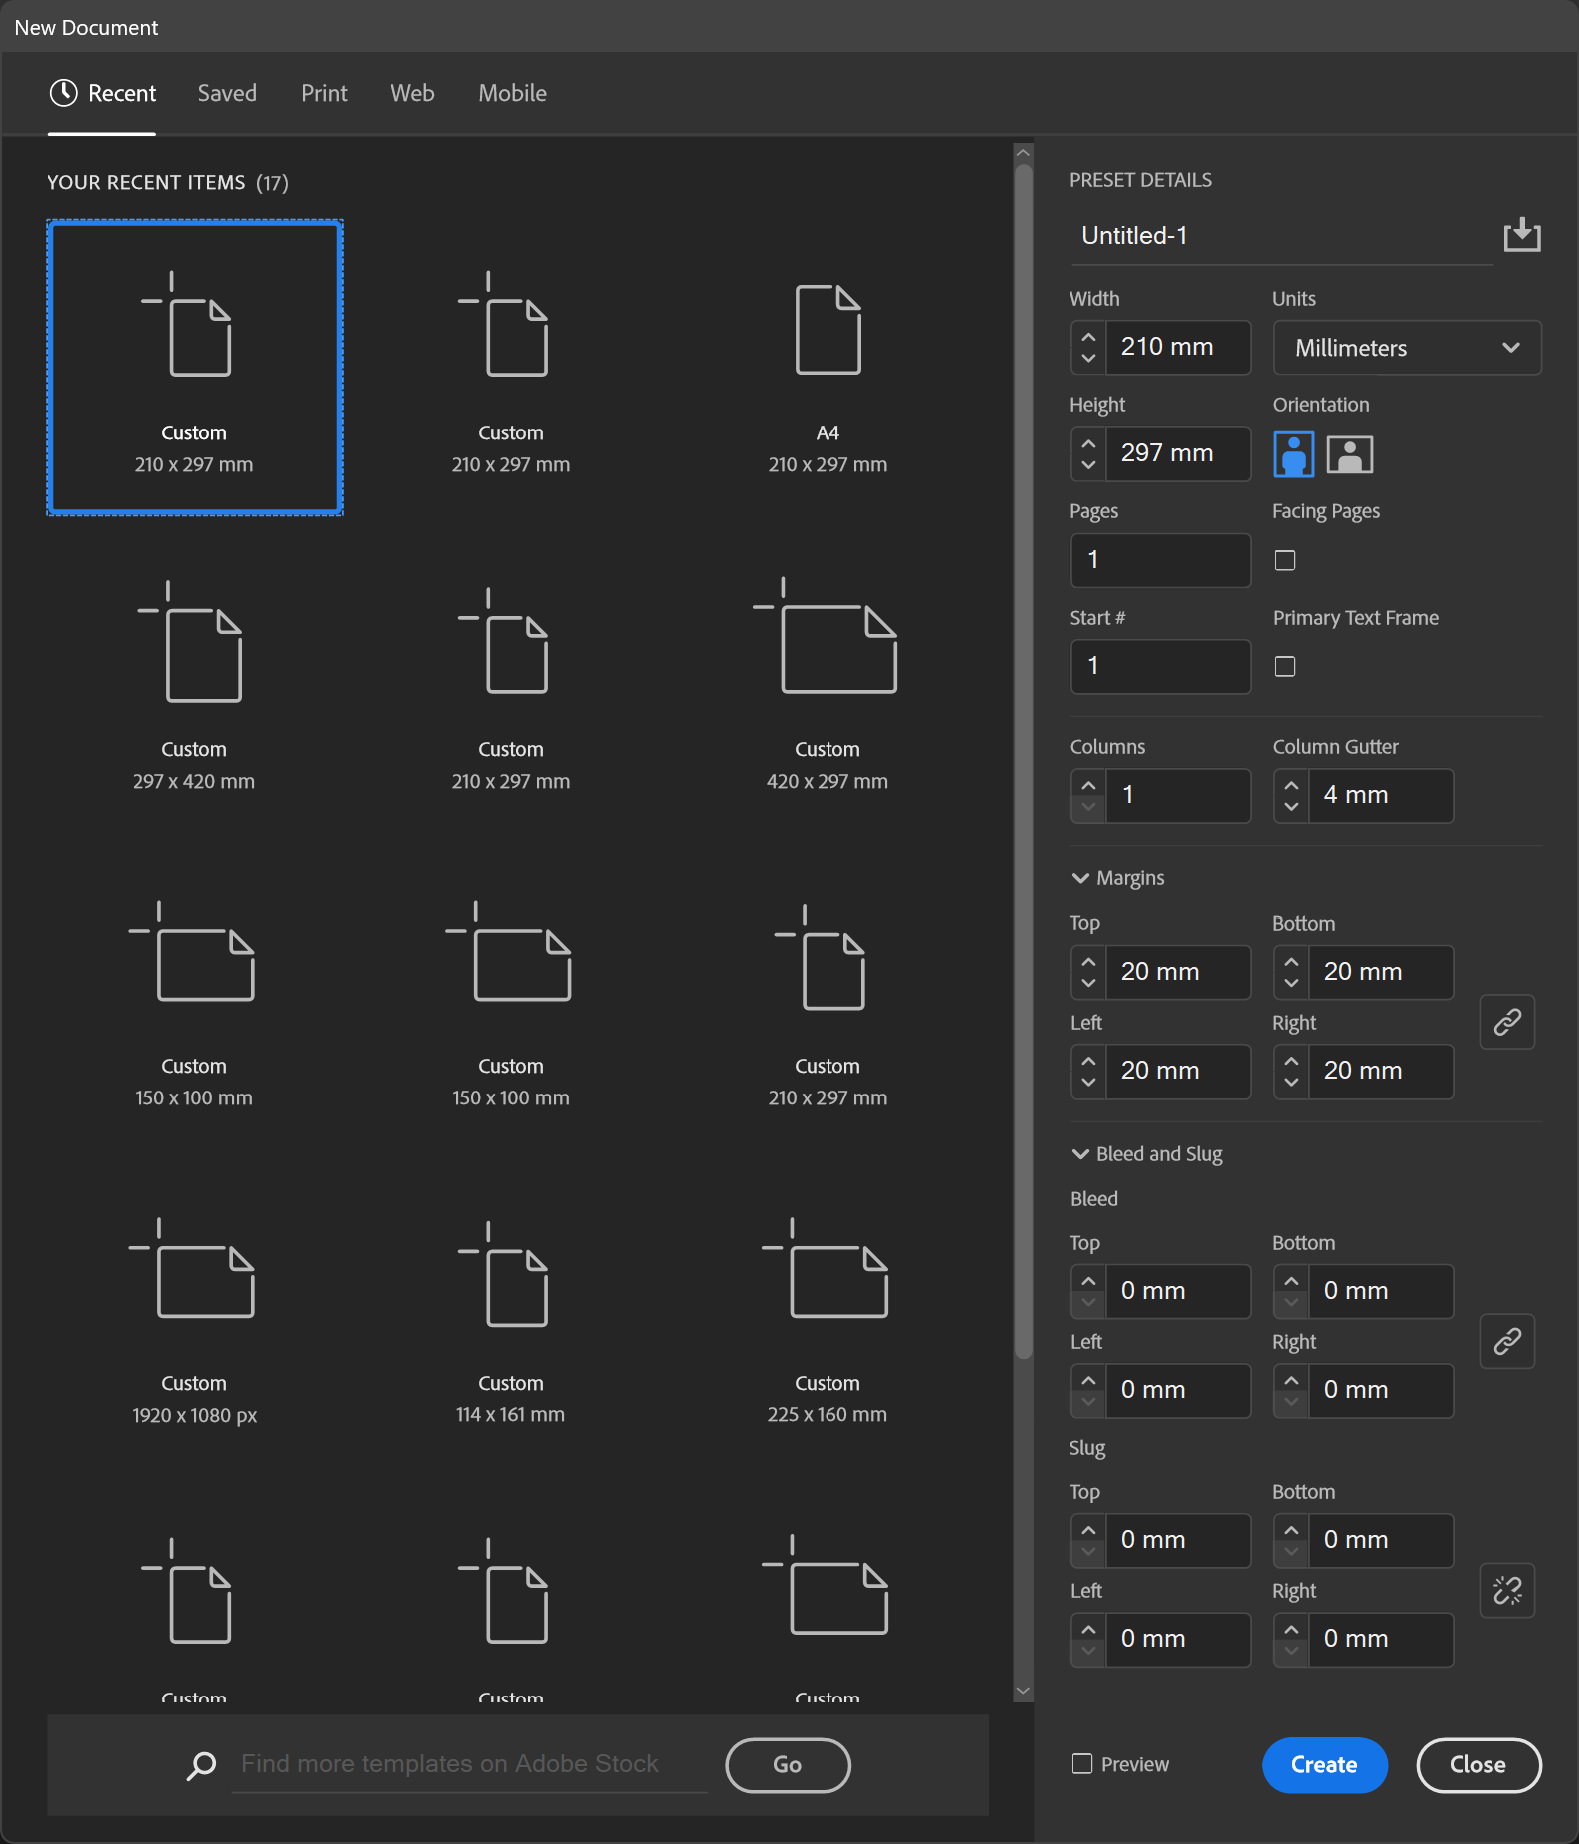 New Document
Recent Saved Print Web Mobile
YOUR RECENT ITEMS (17)
Custom
210 x 297 mm
Custom
210 x 297 mm
A4
210 x 297 mm
Custom
297 x 420 mm
Custom
210 x 297 mm
Custom
420 x 297 mm
Custom
150 x 100 mm
Custom
150 x 100 mm
Custom
210 x 297 mm
Custom
1920 x 1080 px
Custom
114 x 161 mm
Custom
225 x 160 mm
Custom
Custom
Custom
Find more templates on Adobe Stock
Go
PRESET DETAILS
Untitled-1
Width Units
210 mm Millimeters
Height Orientation
297 mm
Pages Facing Pages
1
Start # Primary Text Frame
1
Columns Column Gutter
1 4 mm
Margins
Top Bottom
20 mm 20 mm
Left Right
20 mm 20 mm
Bleed and Slug
Bleed
Top Bottom
0 mm 0 mm
Left Right
0 mm 0 mm
Slug
Top Bottom
0 mm 0 mm
Left Right
0 mm 0 mm
Preview Create Close